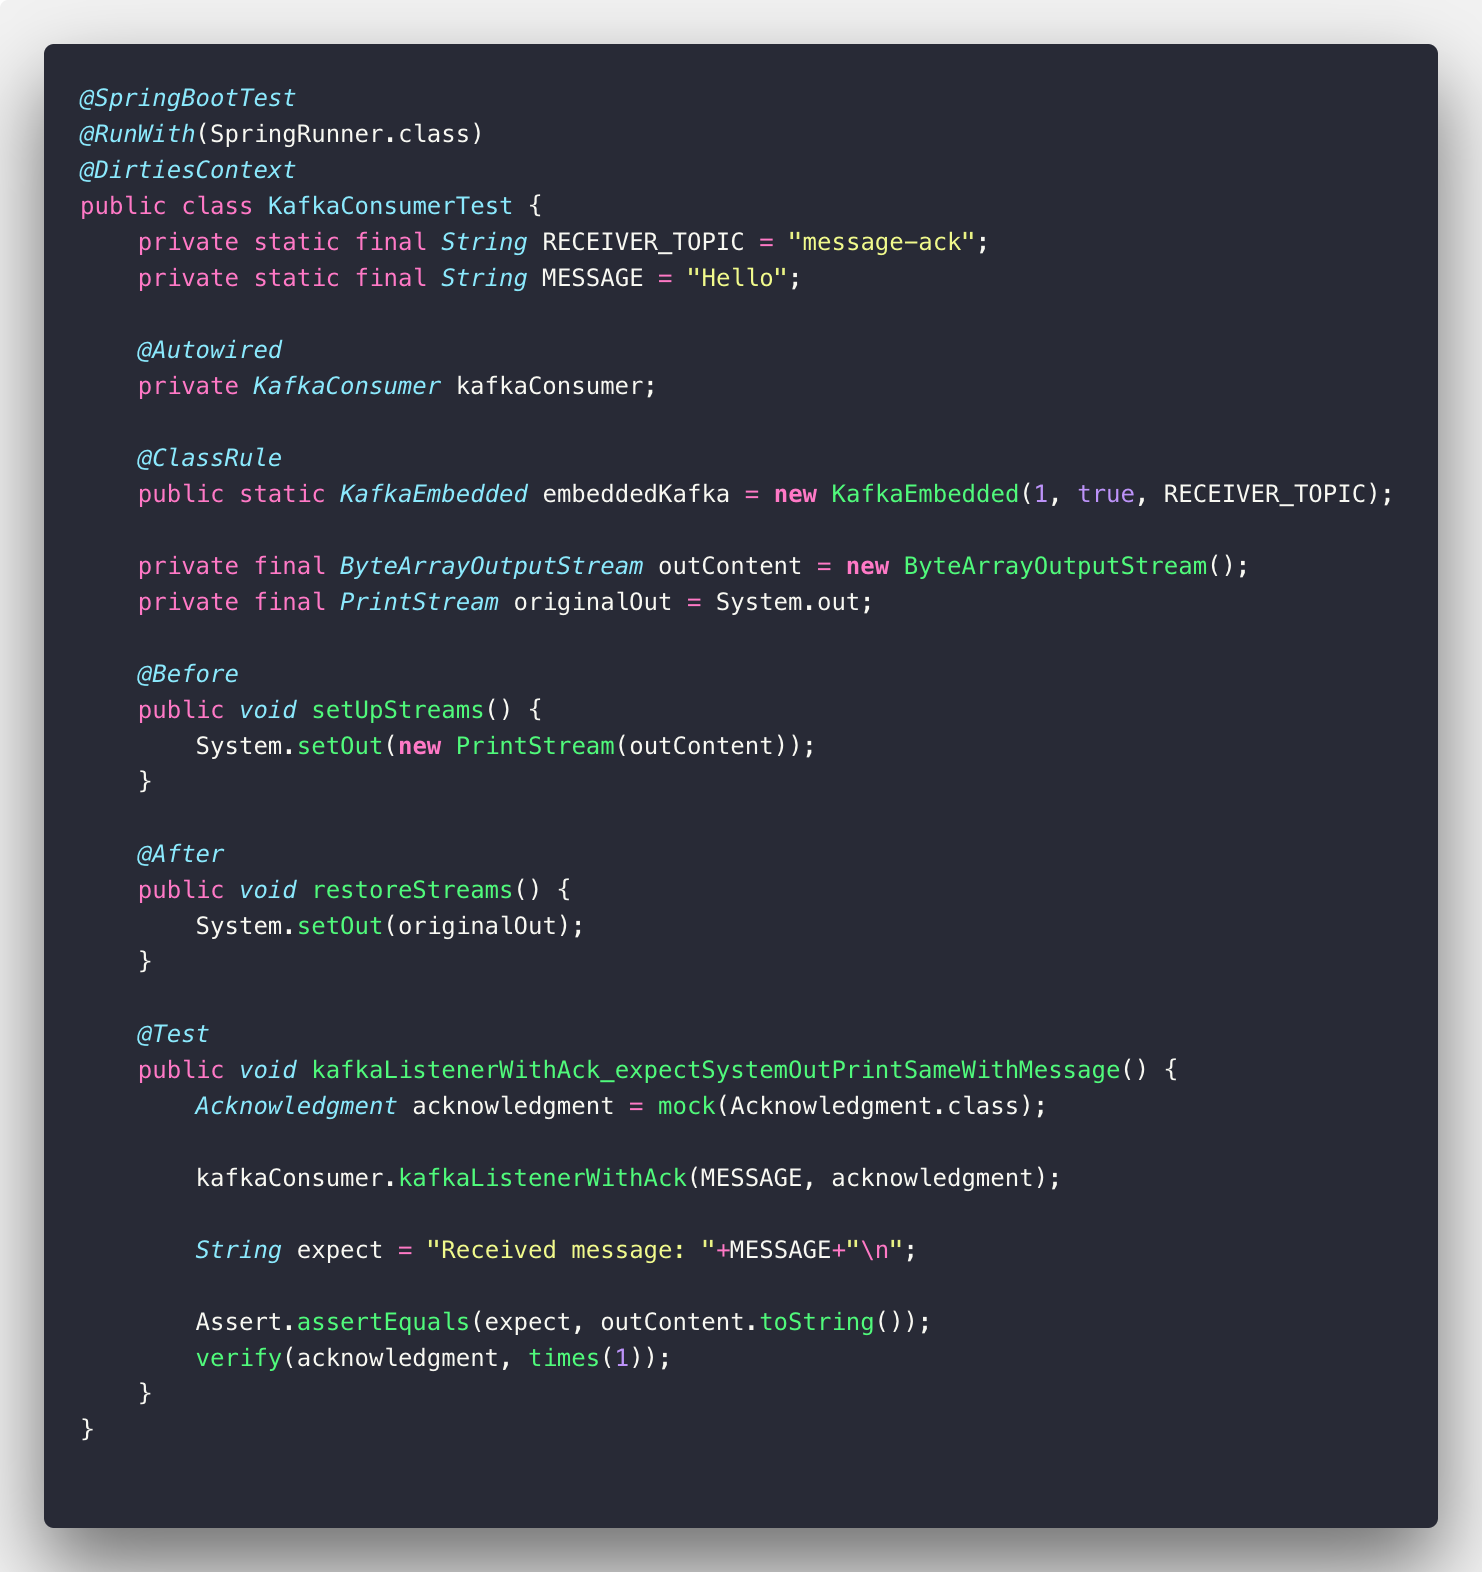 @SpringBootTest
@RunWith(SpringRunner.class)
@DirtiesContext
public class KafkaConsumerTest {
    private static final String RECEIVER_TOPIC = "message-ack";
    private static final String MESSAGE = "Hello";

    @Autowired
    private KafkaConsumer kafkaConsumer;

    @ClassRule
    public static KafkaEmbedded embeddedKafka = new KafkaEmbedded(1, true, RECEIVER_TOPIC);

    private final ByteArrayOutputStream outContent = new ByteArrayOutputStream();
    private final PrintStream originalOut = System.out;

    @Before
    public void setUpStreams() {
        System.setOut(new PrintStream(outContent));
    }

    @After
    public void restoreStreams() {
        System.setOut(originalOut);
    }

    @Test
    public void kafkaListenerWithAck_expectSystemOutPrintSameWithMessage() {
        Acknowledgment acknowledgment = mock(Acknowledgment.class);

        kafkaConsumer.kafkaListenerWithAck(MESSAGE, acknowledgment);

        String expect = "Received message: "+MESSAGE+"\n";

        Assert.assertEquals(expect, outContent.toString());
        verify(acknowledgment, times(1));
    }
}